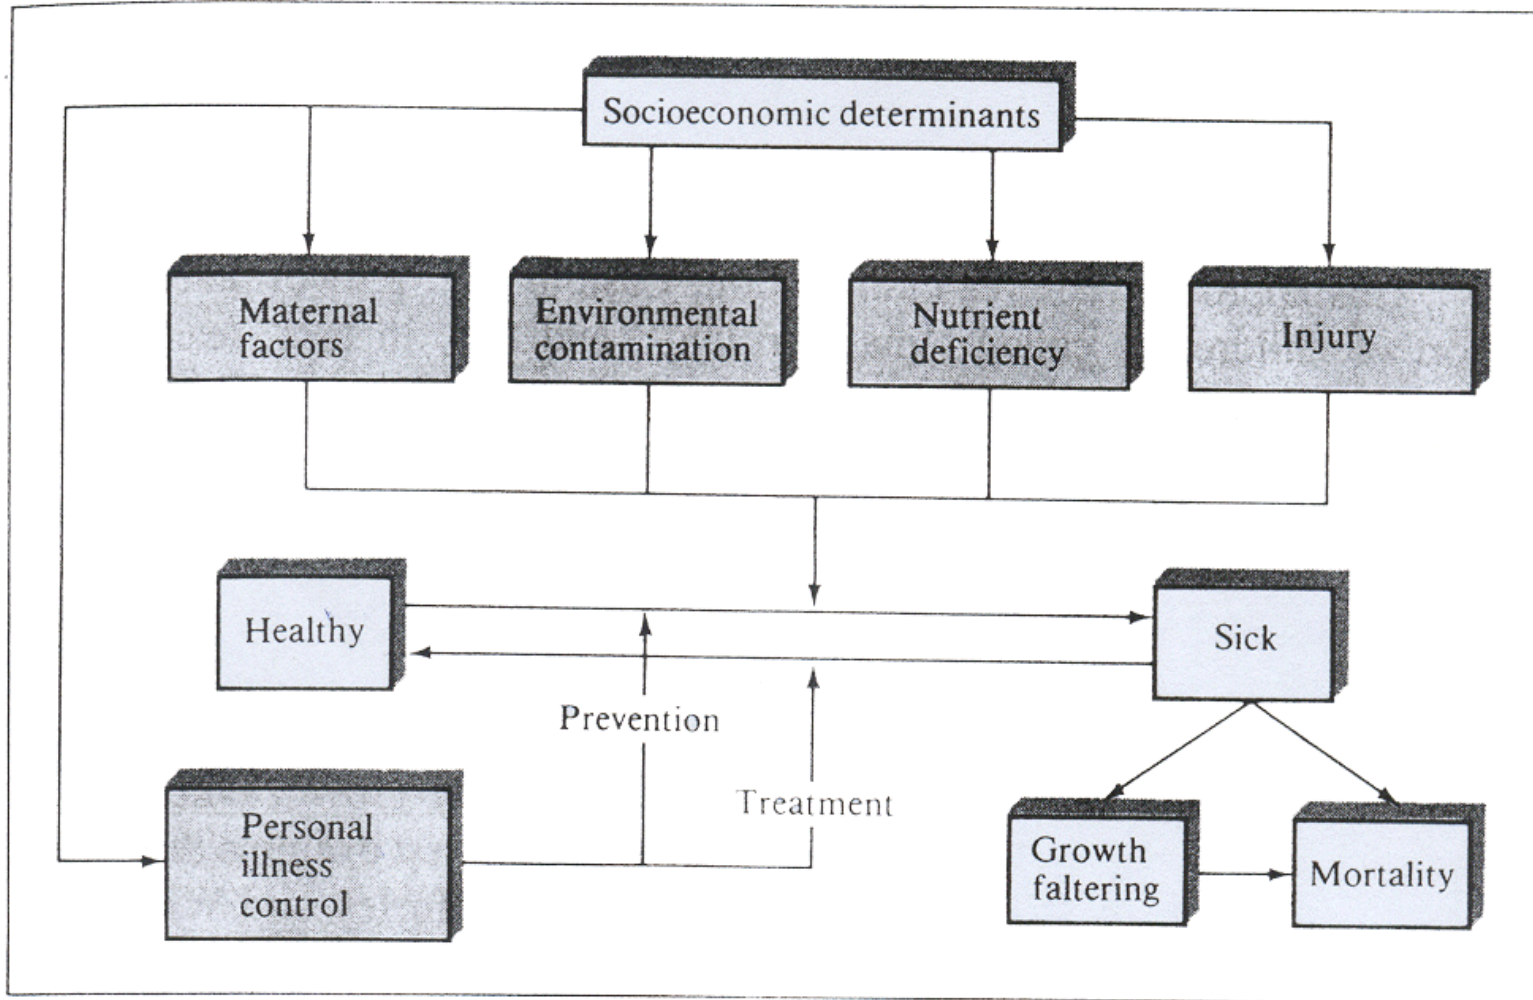 Socioeconomic determinants
Maternal
factors
Environmental
contamination
Nutrient
deficiency
Injury
Healthy
Sick
Prevention
Treatment
Personal
illness
control
Growth
faltering
Mortality